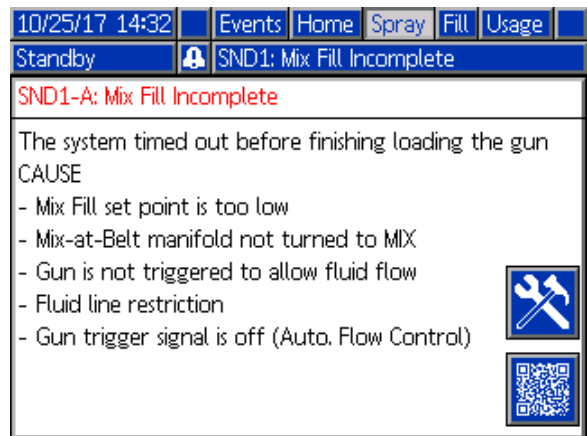 10/25/17 14:32 Events Home Spray Fill Usage
Standby SND1: Mix Fill Incomplete
SND1-A: Mix Fill Incomplete
The system timed out before finishing loading the gun
CAUSE
- Mix Fill set point is too low
- Mix-at-Belt manifold not turned to MIX
- Gun is not triggered to allow fluid flow
- Fluid line restriction
- Gun trigger signal is off (Auto. Flow Control)